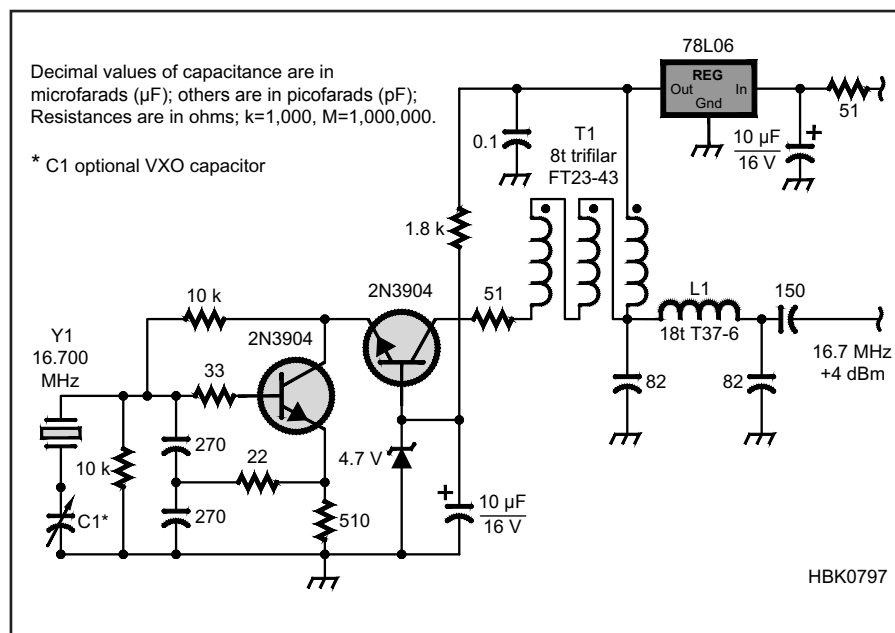 Decimal values of capacitance are in
microfarads (µF); others are in picofarads (pF);
Resistances are in ohms; k=1,000, M=1,000,000.
* C1 optional VXO capacitor
78L06
REG
Out
In
Gnd
51
10 µF
16 V
+
0.1
T1
8t trifilar
FT23-43
1.8 k
10 k
2N3904
2N3904
51
L1
18t T37-6
150
Y1
16.700
MHz
33
82
82
16.7 MHz
+4 dBm
10 k
270
22
4.7 V
C1*
270
510
+
10 µF
16 V
HBK0797